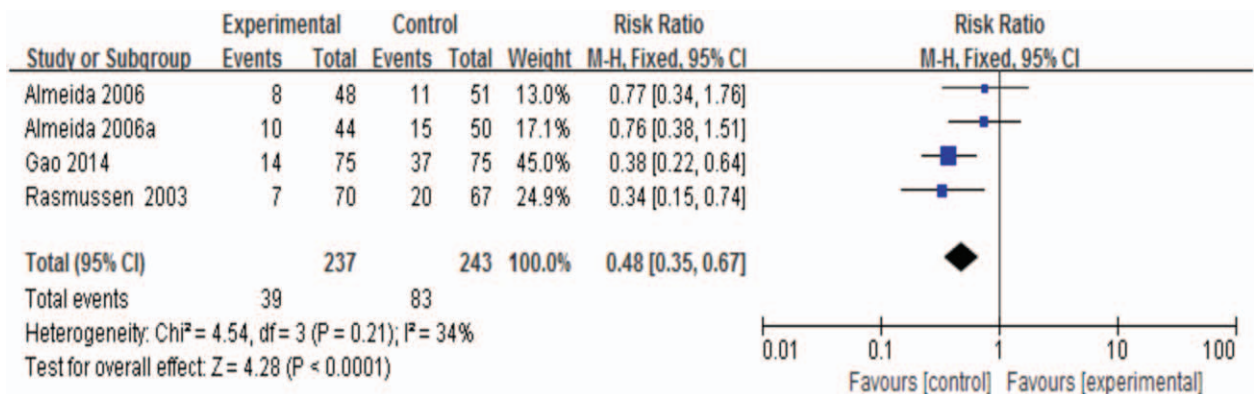 Experimental Control Risk Ratio Risk Ratio
Study or Subgroup Events Total Events Total Weight M-H, Fixed, 95% CI M-H, Fixed, 95% CI
Almeida 2006 8 48 11 51 13.0% 0.77 [0.34, 1.76]
Almeida 2006a 10 44 15 50 17.1% 0.76 [0.38, 1.51]
Gao 2014 14 75 37 75 45.0% 0.38 [0.22, 0.64]
Rasmussen 2003 7 70 20 67 24.9% 0.34 [0.15, 0.74]
Total (95% CI) 237 243 100.0% 0.48 [0.35, 0.67]
Total events 39 83
Heterogeneity: Chi² = 4.54, df = 3 (P = 0.21); I² = 34%
Test for overall effect: Z = 4.28 (P < 0.0001)
0.01 0.1 1 10 100
Favours [control] Favours [experimental]